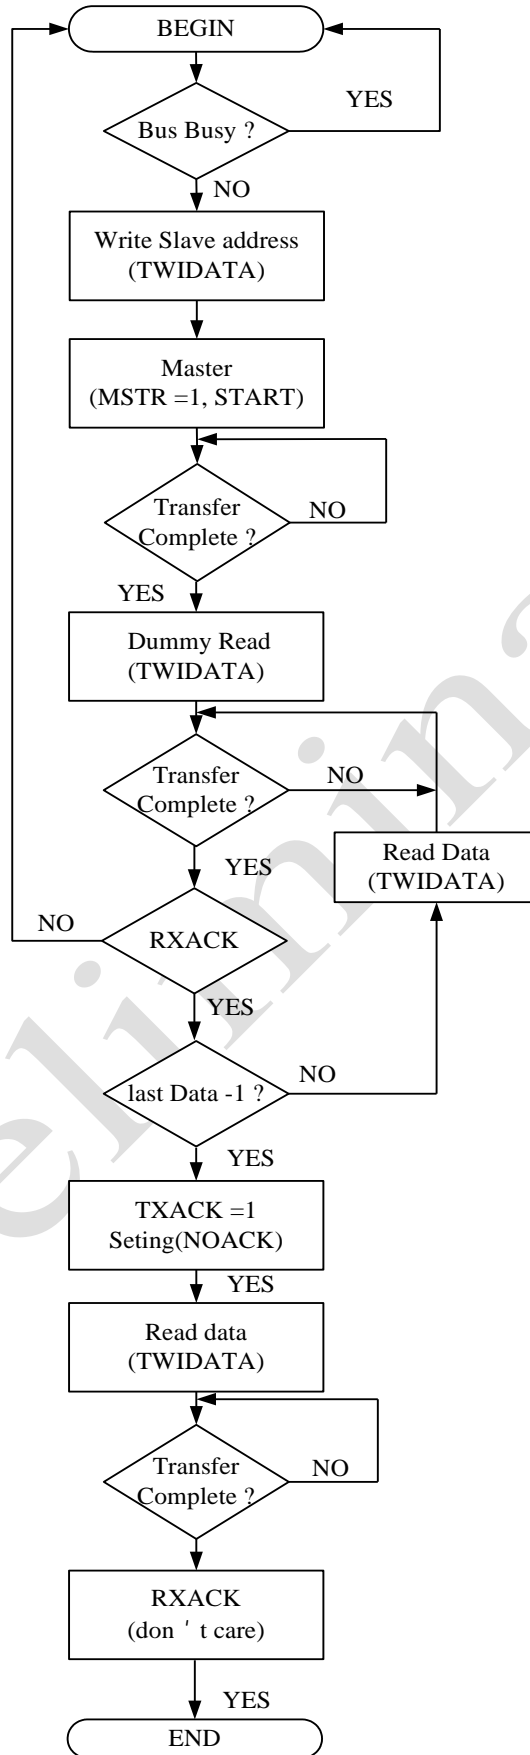 BEGIN
YES
Bus Busy ?
NO
Write Slave address
(TWIDATA)
Master
(MSTR =1, START)
Transfer
Complete ?
NO
YES
Dummy Read
(TWIDATA)
Transfer
Complete ?
NO
YES
Read Data
(TWIDATA)
NO
RXACK
YES
last Data -1 ?
NO
YES
TXACK =1
Seting(NOACK)
YES
Read data
(TWIDATA)
Transfer
Complete ?
NO
RXACK
(don ' t care)
YES
END
elimina